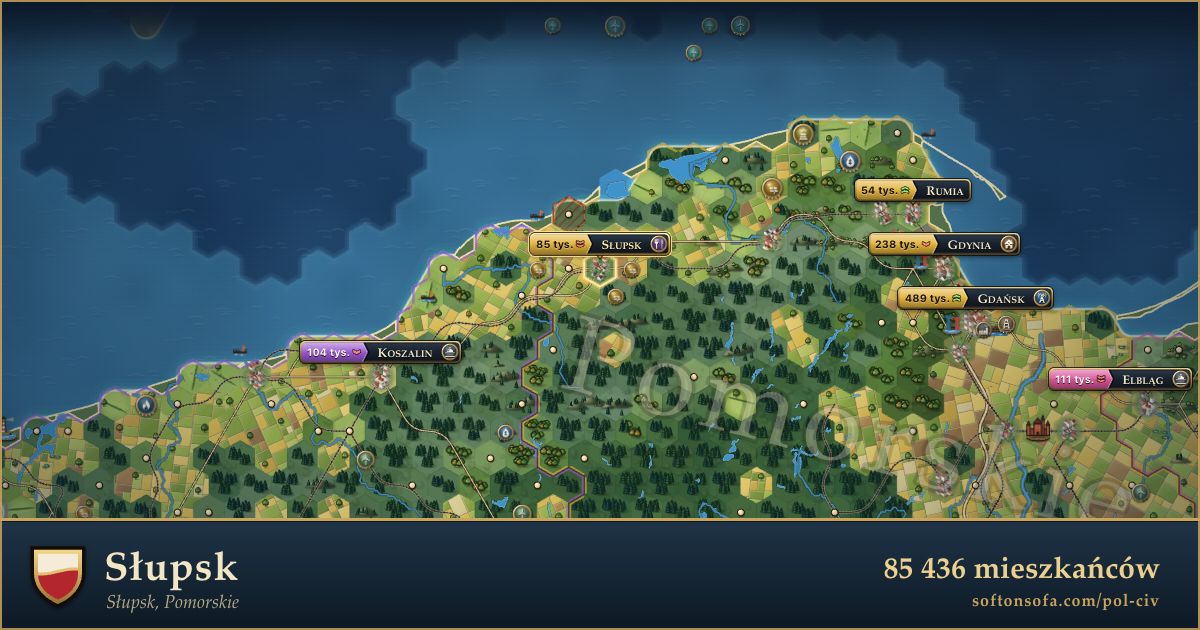 54 tys. RUMIA
85 tys. SŁUPSK
238 tys. GDYNIA
489 tys. GDAŃSK
104 tys. KOSZALIN
111 tys. ELBLĄG
Pomorskie
Słupsk
Słupsk, Pomorskie
85 436 mieszkańców
softonsofa.com/pol-civ